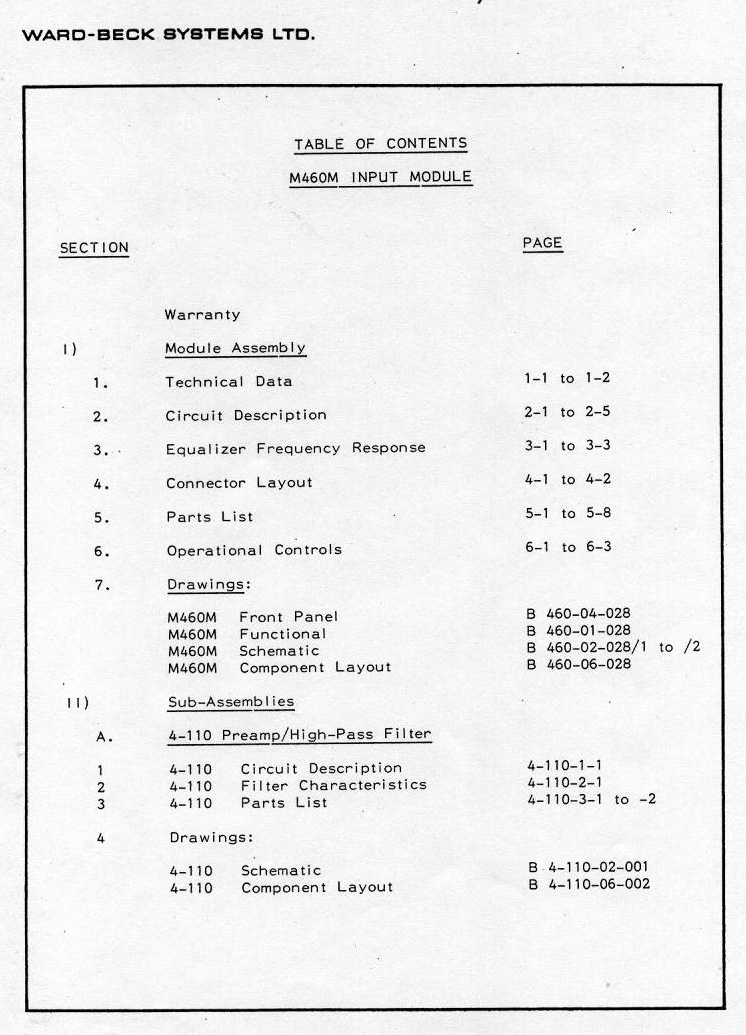 WARD-BECK SYSTEMS LTD.
TABLE OF CONTENTS
M460M INPUT MODULE
SECTION PAGE
Warranty
I) Module Assembly
1. Technical Data 1-1 to 1-2
2. Circuit Description 2-1 to 2-5
3. Equalizer Frequency Response 3-1 to 3-3
4. Connector Layout 4-1 to 4-2
5. Parts List 5-1 to 5-8
6. Operational Controls 6-1 to 6-3
7. Drawings:
M460M Front Panel B 460-04-028
M460M Functional B 460-01-028
M460M Schematic B 460-02-028/1 to /2
M460M Component Layout B 460-06-028
II) Sub-Assemblies
A. 4-110 Preamp/High-Pass Filter
1 4-110 Circuit Description 4-110-1-1
2 4-110 Filter Characteristics 4-110-2-1
3 4-110 Parts List 4-110-3-1 to -2
4 Drawings:
4-110 Schematic B 4-110-02-001
4-110 Component Layout B 4-110-06-002